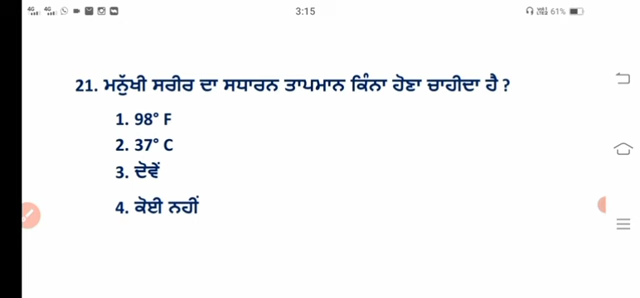 3:15
61%
21. ਮਨੁੱਖੀ ਸਰੀਰ ਦਾ ਸਧਾਰਨ ਤਾਪਮਾਨ ਕਿੰਨਾ ਹੋਣਾ ਚਾਹੀਦਾ ਹੈ ?
1. 98° F
2. 37° C
3. ਦੋਵੇਂ
4. ਕੋਈ ਨਹੀਂ